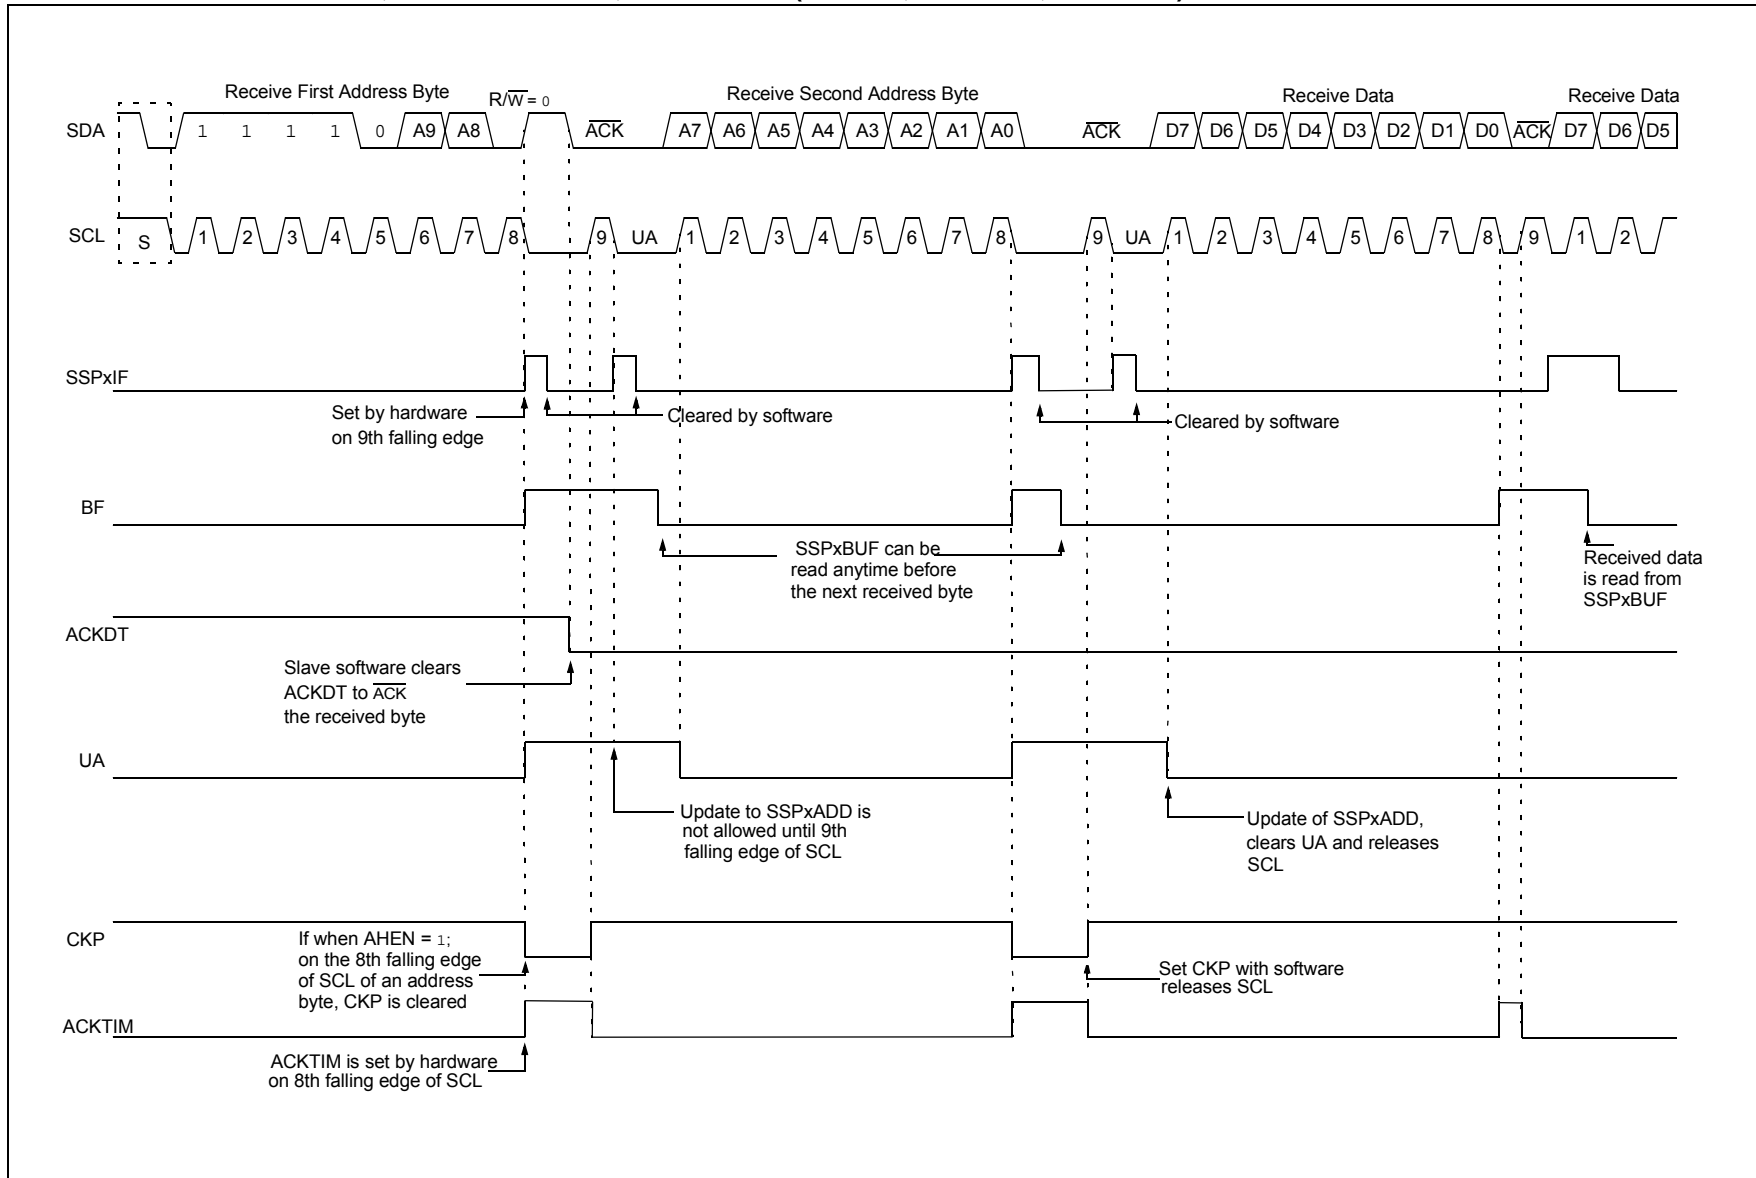 Receive First Address Byte
R/W = 0
Receive Second Address Byte
Receive Data
Receive Data
SDA
1 1 1 1 0 A9 A8 ACK A7 A6 A5 A4 A3 A2 A1 A0 ACK D7 D6 D5 D4 D3 D2 D1 D0 ACK D7 D6 D5
SCL
S 1 2 3 4 5 6 7 8 9 UA 1 2 3 4 5 6 7 8 9 UA 1 2 3 4 5 6 7 8 9 1 2
SSPxIF
Set by hardware
on 9th falling edge
Cleared by software
Cleared by software
BF
SSPxBUF can be
read anytime before
the next received byte
Received data
is read from
SSPxBUF
ACKDT
Slave software clears
ACKDT to ACK
the received byte
UA
Update to SSPxADD is
not allowed until 9th
falling edge of SCL
Update of SSPxADD,
clears UA and releases
SCL
CKP
If when AHEN = 1;
on the 8th falling edge
of SCL of an address
byte, CKP is cleared
Set CKP with software
releases SCL
ACKTIM
ACKTIM is set by hardware
on 8th falling edge of SCL